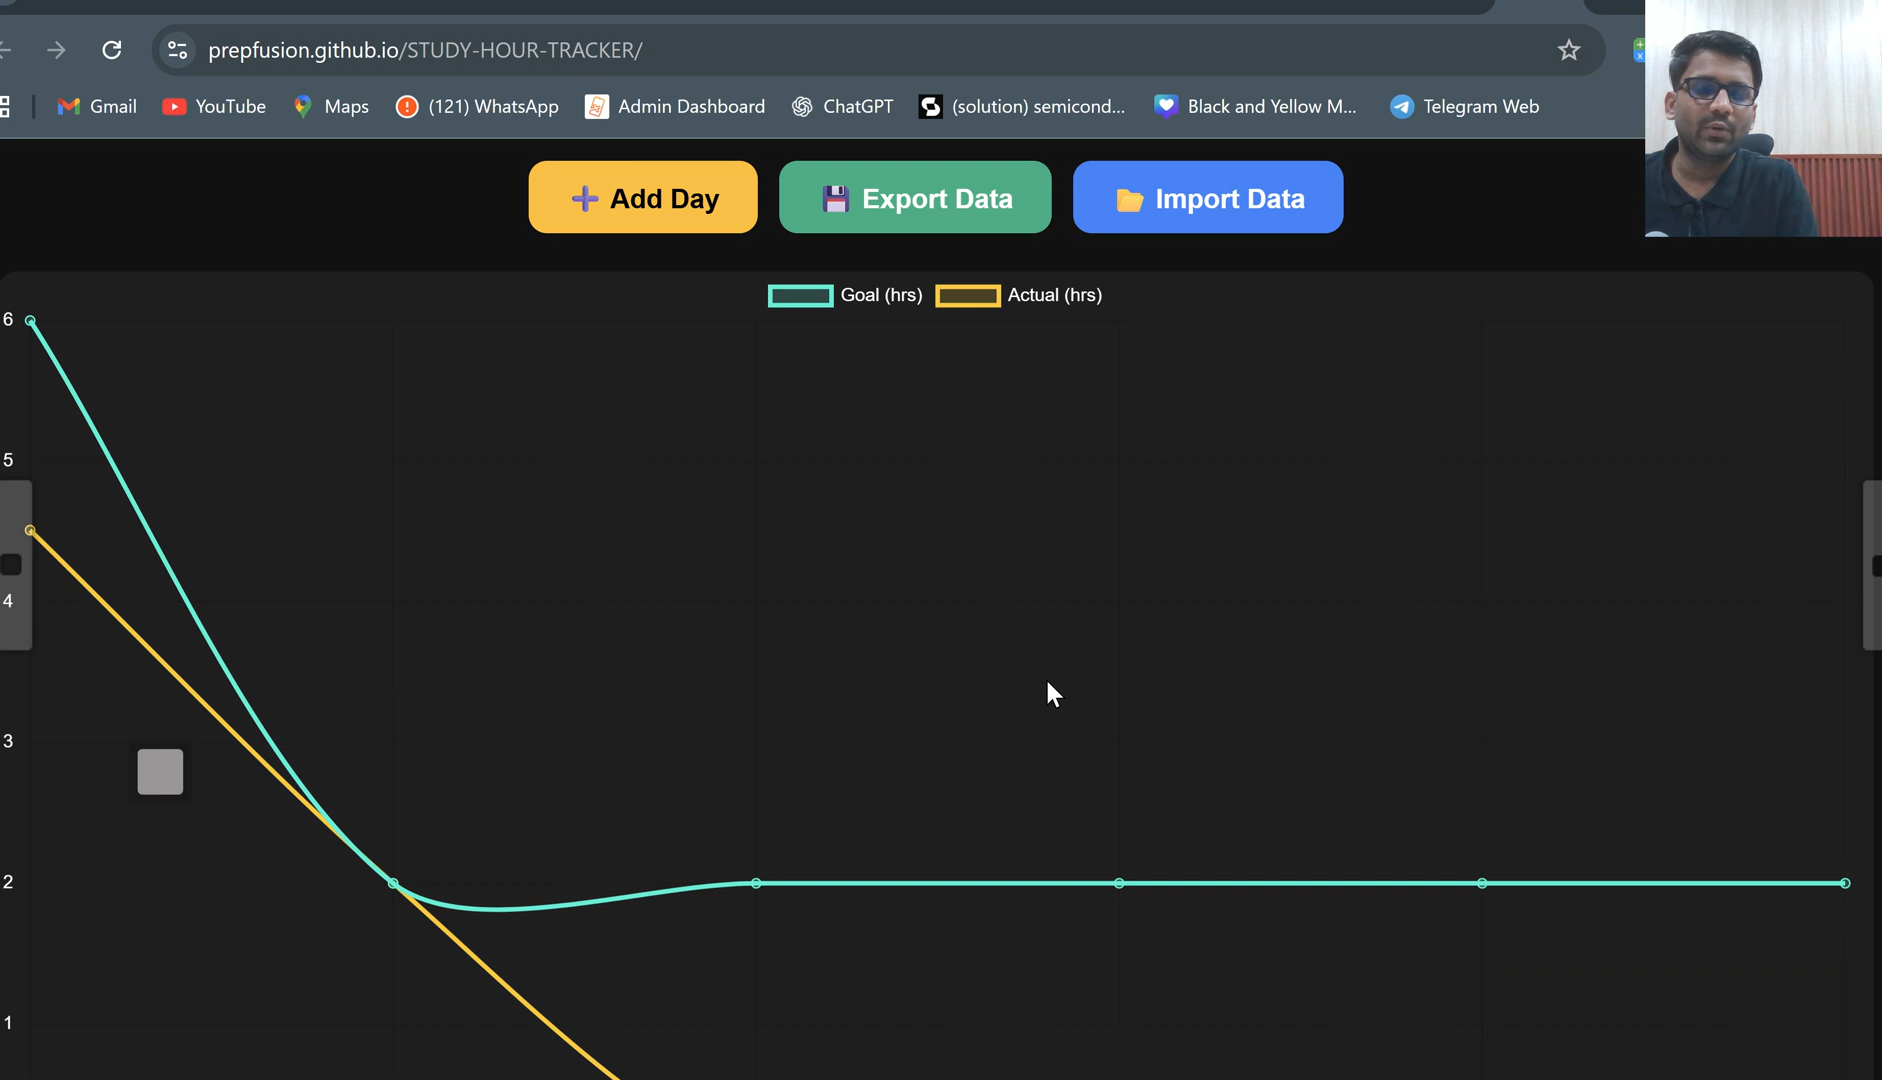 prepfusion.github.io/STUDY-HOUR-TRACKER/
Gmail YouTube Maps (121) WhatsApp Admin Dashboard ChatGPT (solution) semicond... Black and Yellow M... Telegram Web
Add Day Export Data Import Data
Goal (hrs) Actual (hrs)
6
5
4
3
2
1